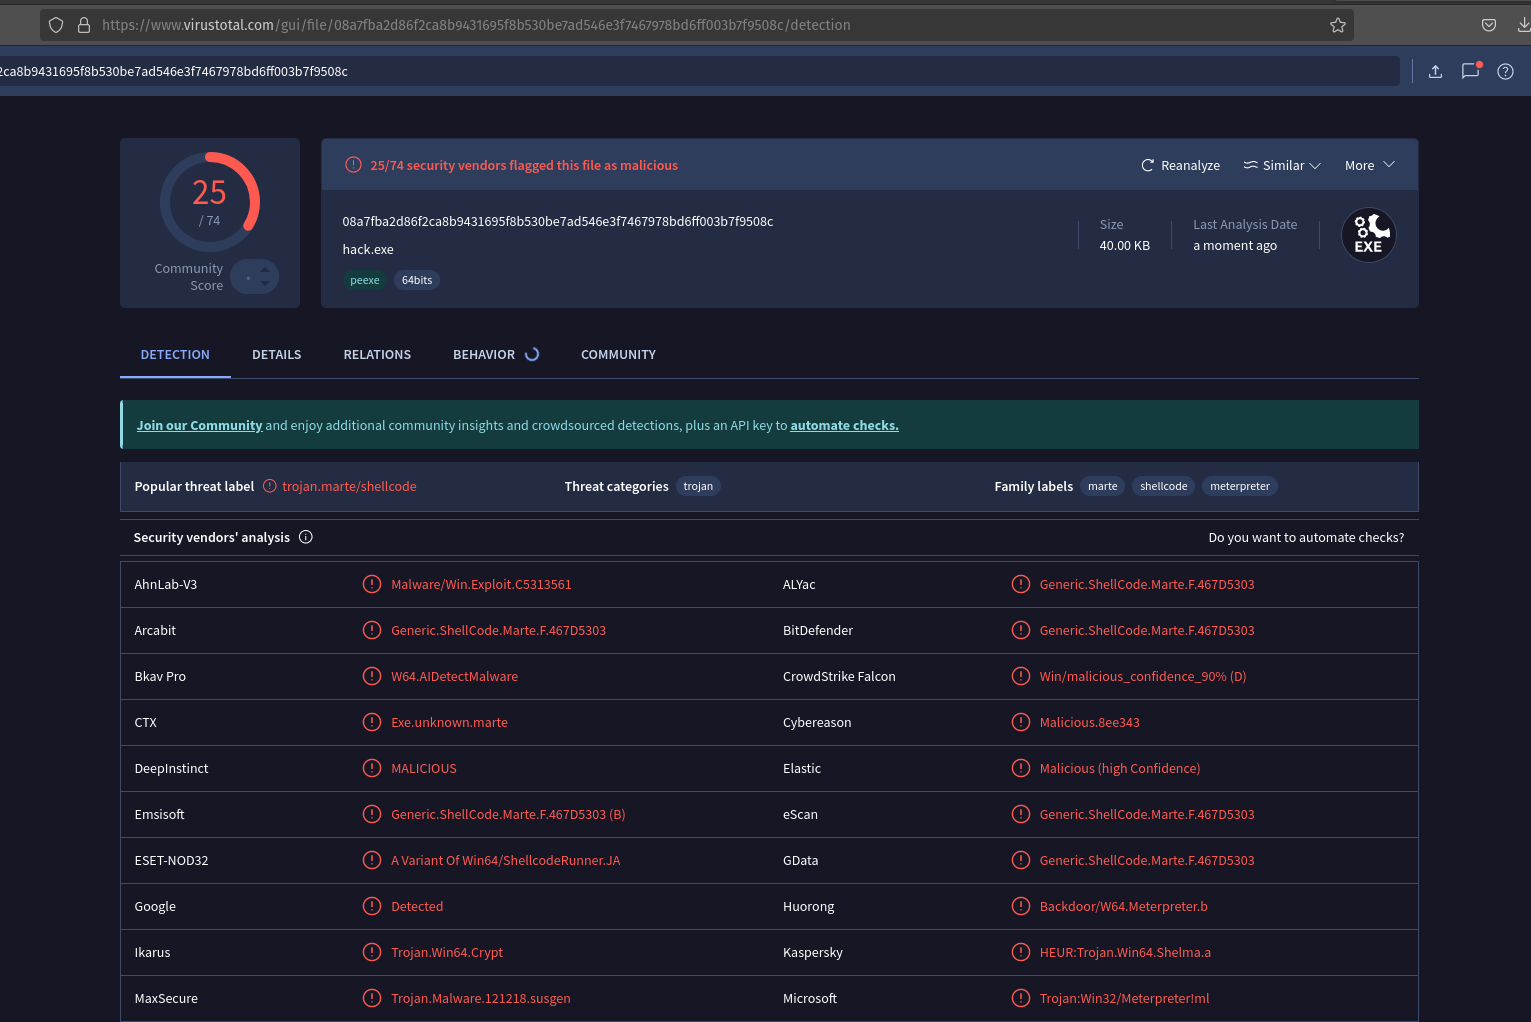 https://www.virustotal.com/gui/file/08a7fba2d86f2ca8b9431695f8b530be7ad546e3f7467978bd6ff003b7f9508c/detection
2ca8b9431695f8b530be7ad546e3f7467978bd6ff003b7f9508c
25
/ 74
Community
Score
25/74 security vendors flagged this file as malicious
Reanalyze
Similar
More
08a7fba2d86f2ca8b9431695f8b530be7ad546e3f7467978bd6ff003b7f9508c
hack.exe
peexe
64bits
Size
40.00 KB
Last Analysis Date
a moment ago
EXE
DETECTION
DETAILS
RELATIONS
BEHAVIOR
COMMUNITY
Join our Community and enjoy additional community insights and crowdsourced detections, plus an API key to automate checks.
Popular threat label trojan.marte/shellcode
Threat categories trojan
Family labels marte shellcode meterpreter
Security vendors' analysis
Do you want to automate checks?
AhnLab-V3 Malware/Win.Exploit.C5313561
ALYac Generic.ShellCode.Marte.F.467D5303
Arcabit Generic.ShellCode.Marte.F.467D5303
BitDefender Generic.ShellCode.Marte.F.467D5303
Bkav Pro W64.AIDetectMalware
CrowdStrike Falcon Win/malicious_confidence_90% (D)
CTX Exe.unknown.marte
Cybereason Malicious.8ee343
DeepInstinct MALICIOUS
Elastic Malicious (high Confidence)
Emsisoft Generic.ShellCode.Marte.F.467D5303 (B)
eScan Generic.ShellCode.Marte.F.467D5303
ESET-NOD32 A Variant Of Win64/ShellcodeRunner.JA
GData Generic.ShellCode.Marte.F.467D5303
Google Detected
Huorong Backdoor/W64.Meterpreter.b
Ikarus Trojan.Win64.Crypt
Kaspersky HEUR:Trojan.Win64.Shelma.a
MaxSecure Trojan.Malware.121218.susgen
Microsoft Trojan:Win32/Meterpreter!ml